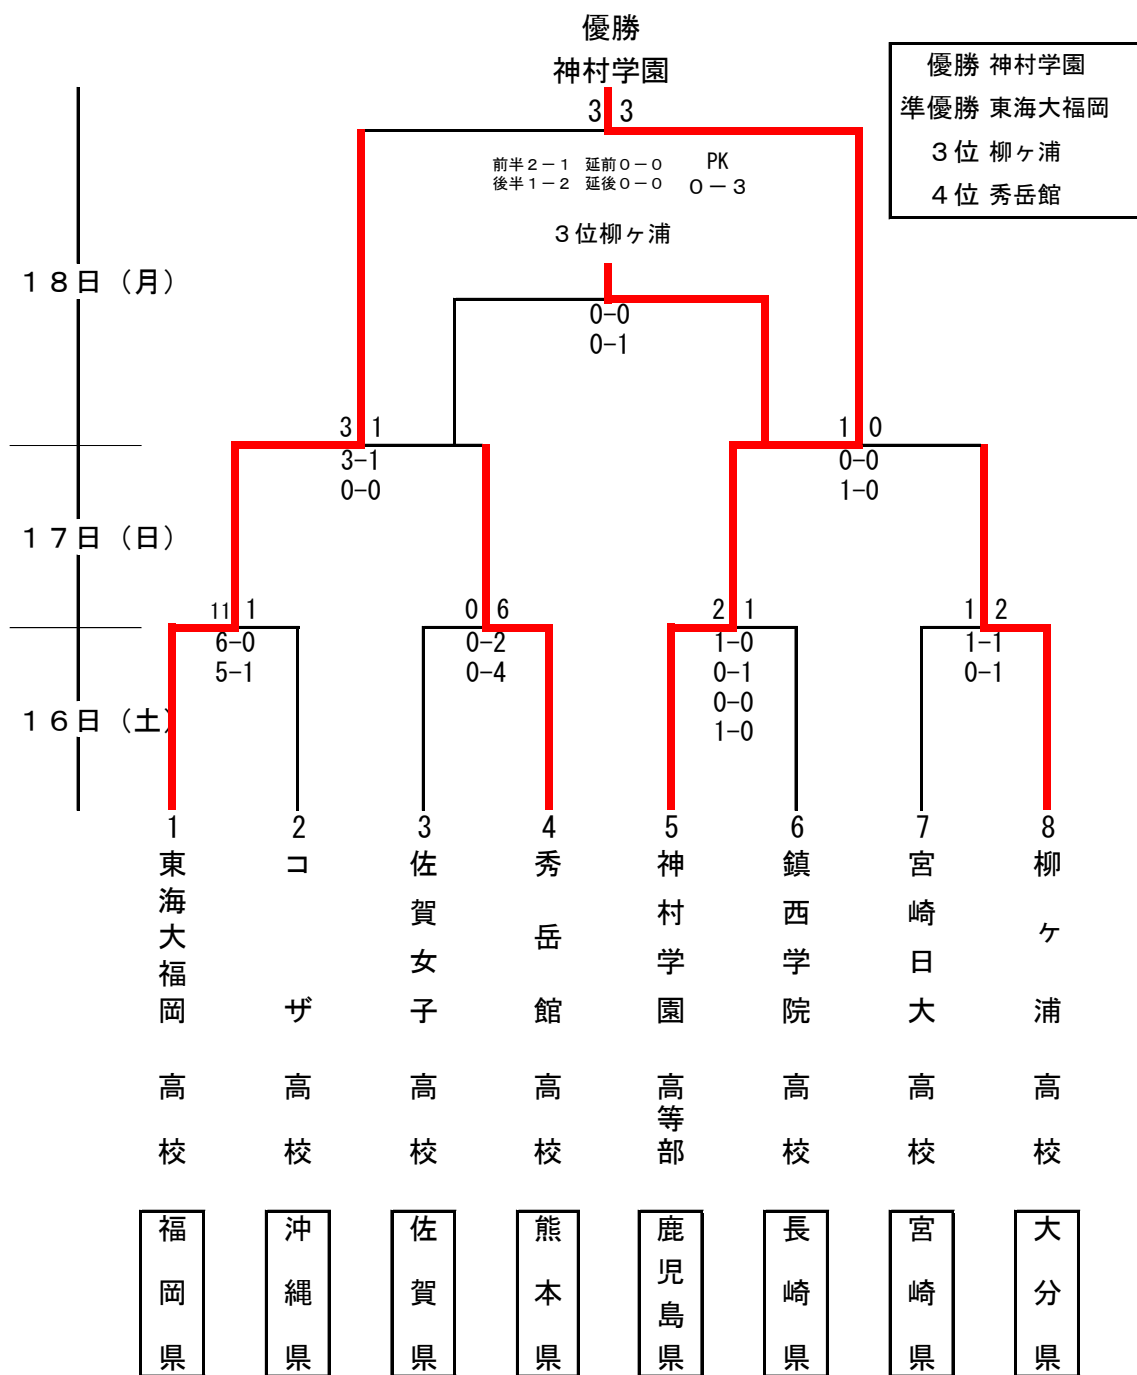 優勝
神村学園
優勝 神村学園
準優勝 東海大福岡
３位 柳ヶ浦
４位 秀岳館
3 3
前半２－１ 延前０－０ PK
後半１－２ 延後０－０ ０－３
３位柳ヶ浦
１８日（月）
0-0
0-1
3 1
3-1
0-0
1 0
0-0
1-0
１７日（日）
11 1
6-0
5-1
0 6
0-2
0-4
2 1
1-0
0-1
0-0
1-0
1 2
1-1
0-1
１６日（土）
1 2 3 4 5 6 7 8
東海大福岡高校
コザ高校
佐賀女子高校
秀岳館高校
神村学園高等部
鎮西学院高校
宮崎日大高校
柳ヶ浦高校
福岡県
沖縄県
佐賀県
熊本県
鹿児島県
長崎県
宮崎県
大分県